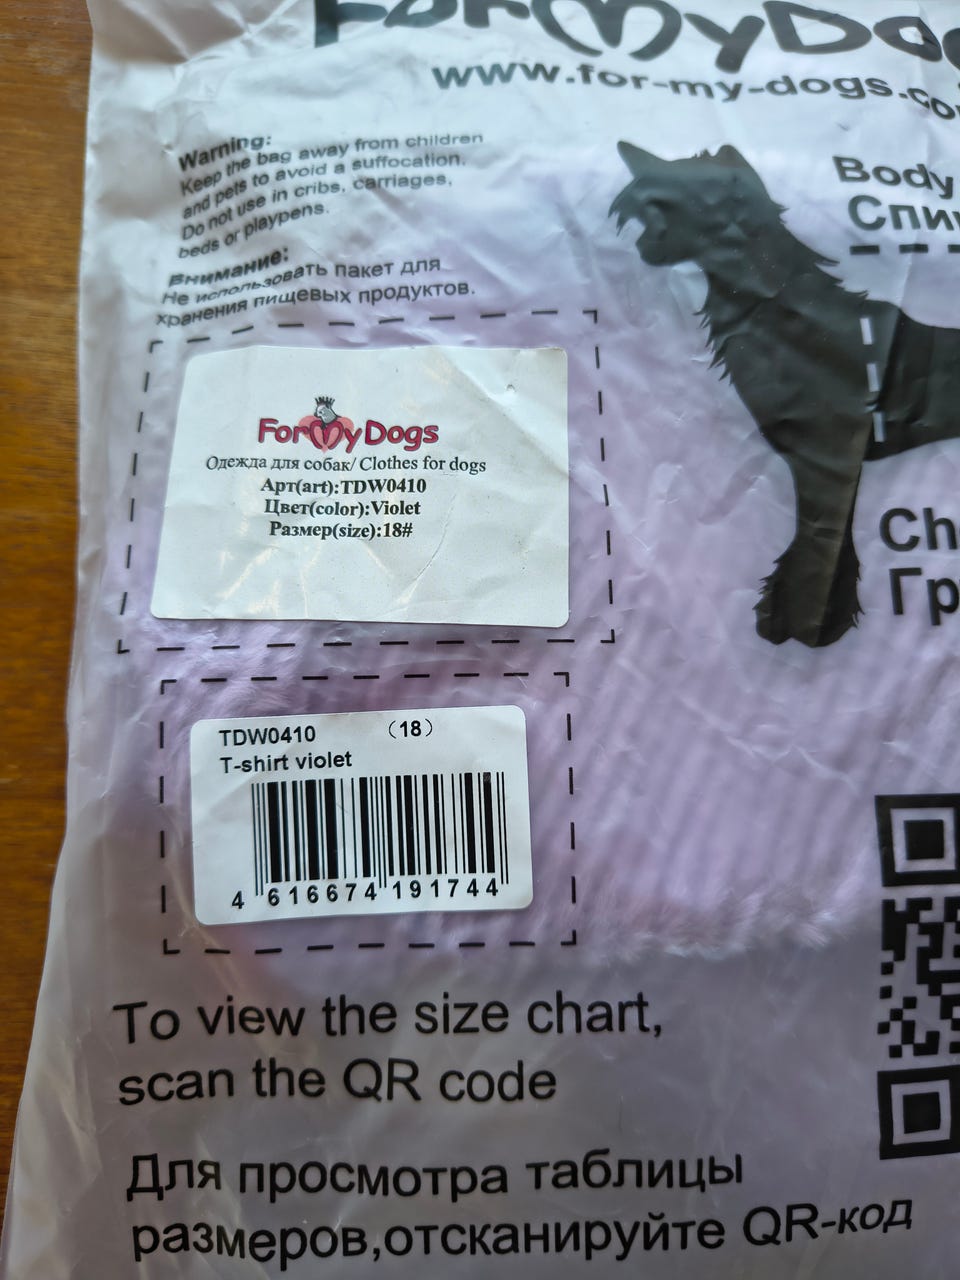 ForMyDo
www.for-my-dogs.co
Warning:
Keep the bag away from children
and pets to avoid a suffocation.
Do not use in cribs, carriages,
beds or playpens.
Внимание:
Не использовать пакет для
хранения пищевых продуктов.
Body
Спи
ForMyDogs
Одежда для собак/ Clothes for dogs
Арт(art):TDW0410
Цвет(color):Violet
Размер(size):18#
Ch
Гр
TDW0410 (18)
T-shirt violet
4 616674 191744
To view the size chart,
scan the QR code
Для просмотра таблицы
размеров,отсканируйте QR-код